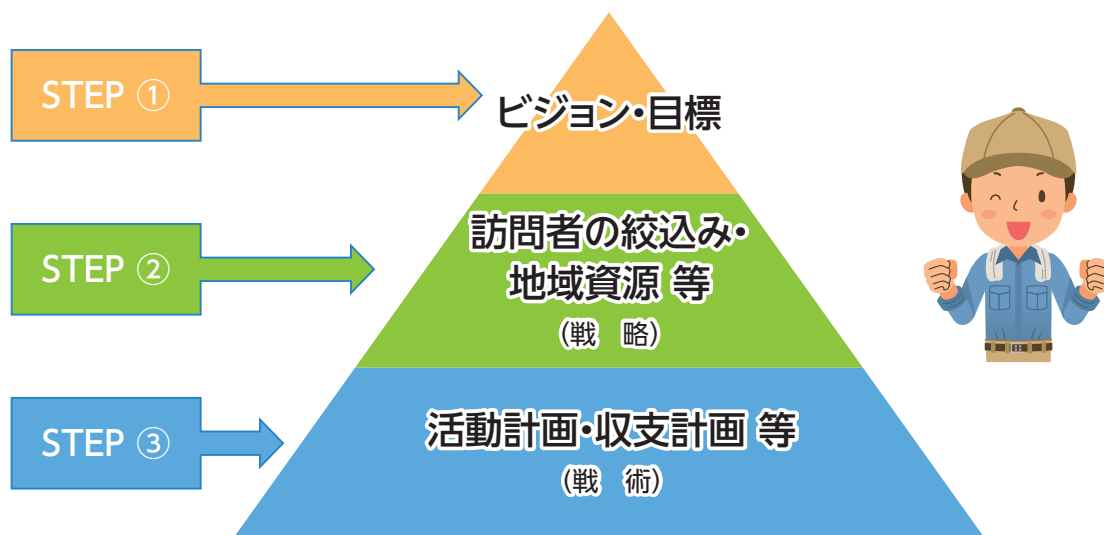 STEP ①
ビジョン・目標
STEP ②
訪問者の絞込み・
地域資源 等
(戦　略)
STEP ③
活動計画・収支計画 等
(戦　術)